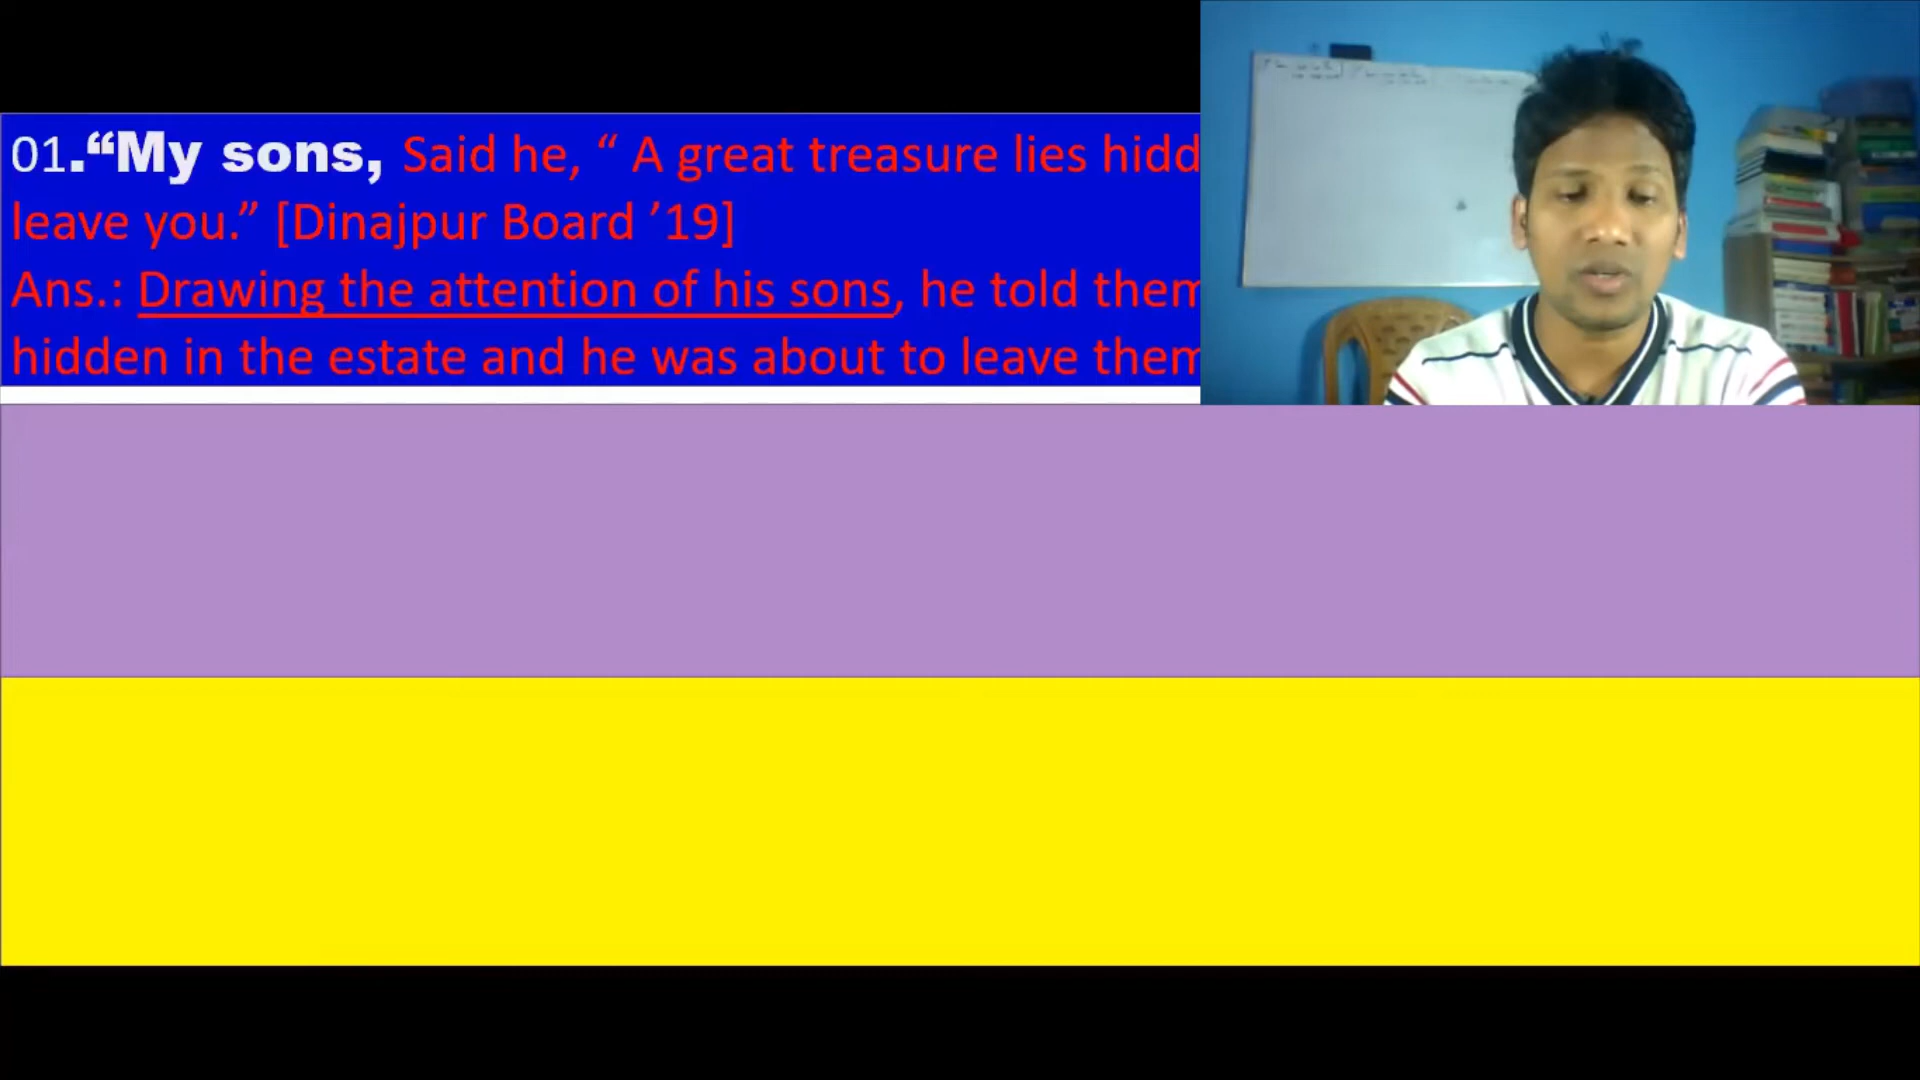 01.“My sons, Said he, “ A great treasure lies hidd
leave you.” [Dinajpur Board ’19]
Ans.: Drawing the attention of his sons, he told them
hidden in the estate and he was about to leave them